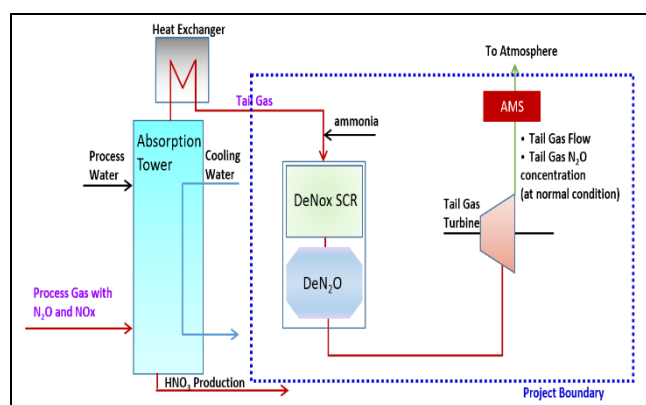 Heat Exchanger
To Atmosphere
Tail Gas
AMS
ammonia
Absorption
Tower
Process
Water
Cooling
Water
• Tail Gas Flow
• Tail Gas N₂O
concentration
(at normal condition)
DeNox SCR
Tail Gas
Turbine
DeN₂O
Process Gas with
N₂O and NOx
HNO₃ Production
Project Boundary